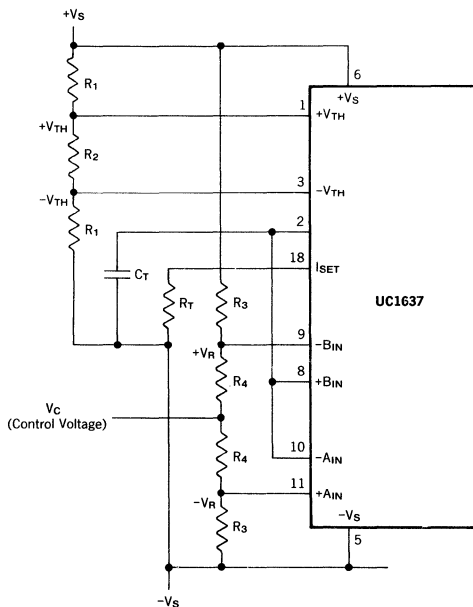 +VS
R1
6
+VS
+VTH
1
+VTH
R2
-VTH
3
-VTH
R1
2
CT
18
ISET
RT
R3
UC1637
9
-BIN
+VR
8
+BIN
R4
VC
(Control Voltage)
R4
10
-AIN
11
+AIN
-VR
R3
-VS
5
-VS